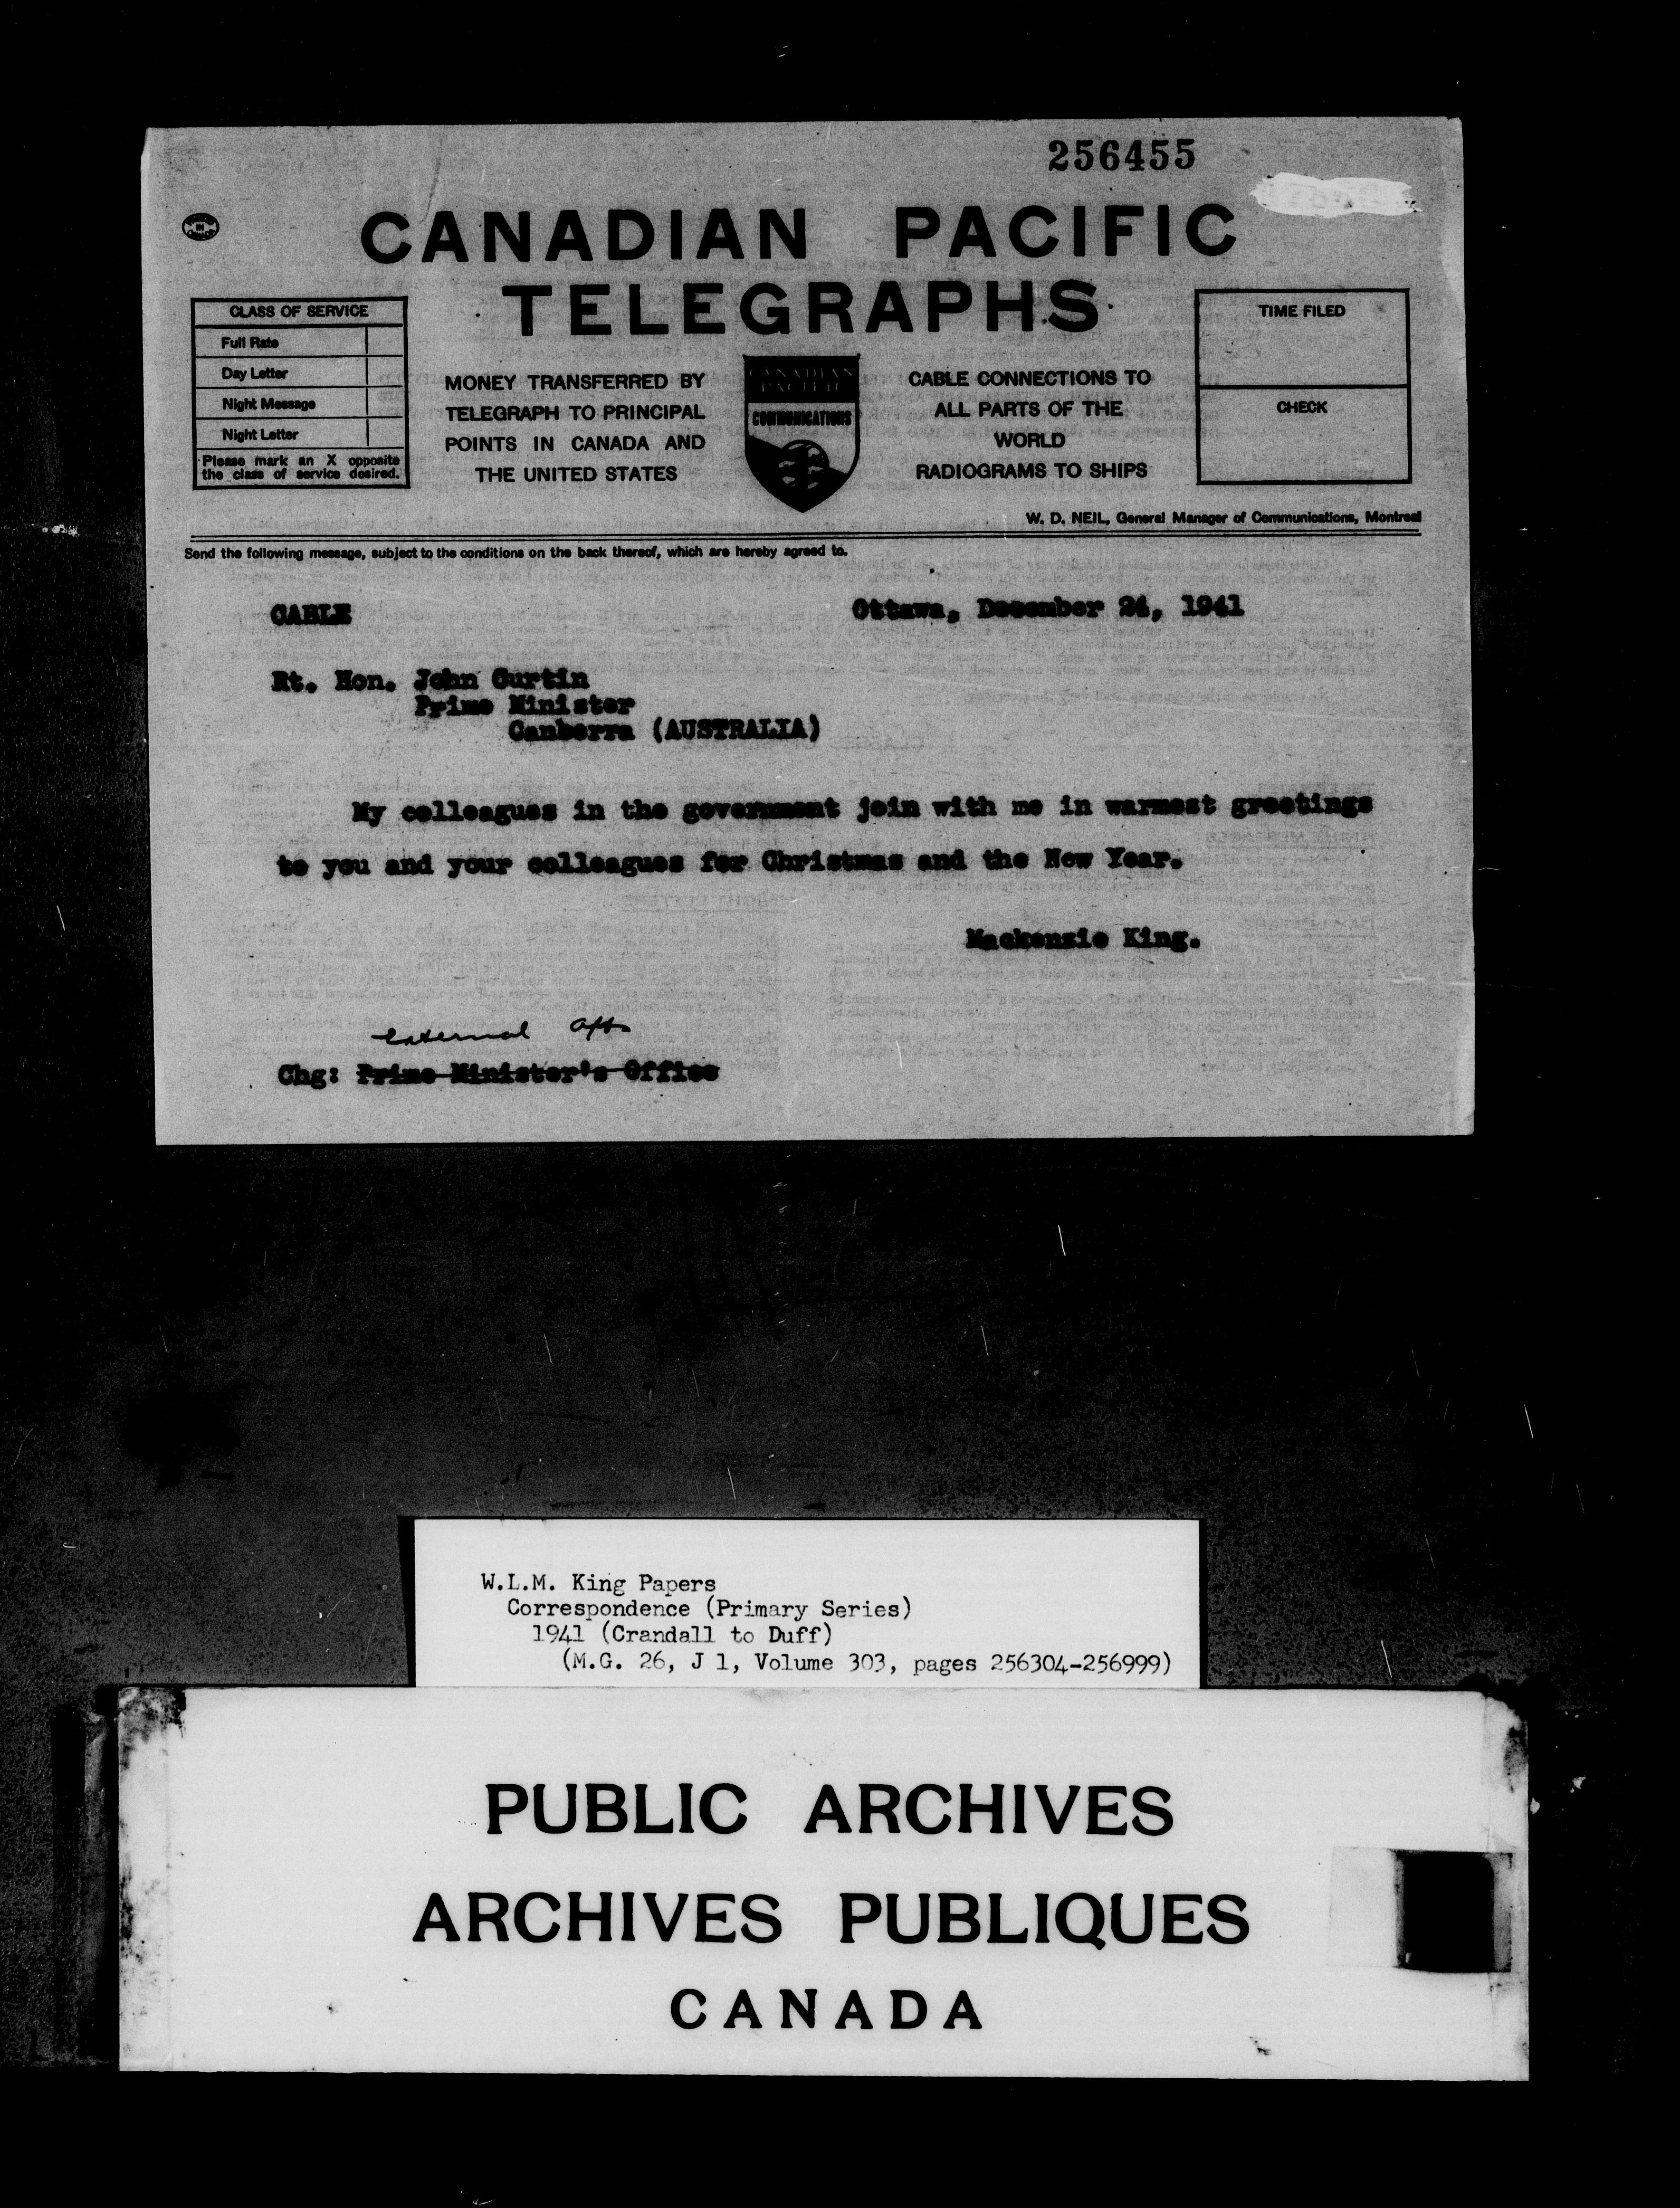 256455
CANADIAN PACIFIC
TELEGRAPHS
CLASS OF SERVICE
Full Rate
Day Letter
Night Message
Night Letter
Please mark an X opposite
the class of service desired.
MONEY TRANSFERRED BY
TELEGRAPH TO PRINCIPAL
POINTS IN CANADA AND
THE UNITED STATES
CANADIAN
PACIFIC
COMMUNICATIONS
CABLE CONNECTIONS TO
ALL PARTS OF THE
WORLD
RADIOGRAMS TO SHIPS
TIME FILED
CHECK
W. D. NEIL, General Manager of Communications, Montreal
Send the following message, subject to the conditions on the back thereof, which are hereby agreed to.
CABLE
Ottawa, December 24, 1941
Rt. Hon. John Curtin
Prime Minister
Canberra (AUSTRALIA)
My colleagues in the government join with me in warmest greetings
to you and your colleagues for Christmas and the New Year.
Mackenzie King.
External Affs
Chg: Prime Minister's Office
W.L.M. King Papers
Correspondence (Primary Series)
1941 (Crandall to Duff)
(M.G. 26, J 1, Volume 303, pages 256304-256999)
PUBLIC ARCHIVES
ARCHIVES PUBLIQUES
CANADA